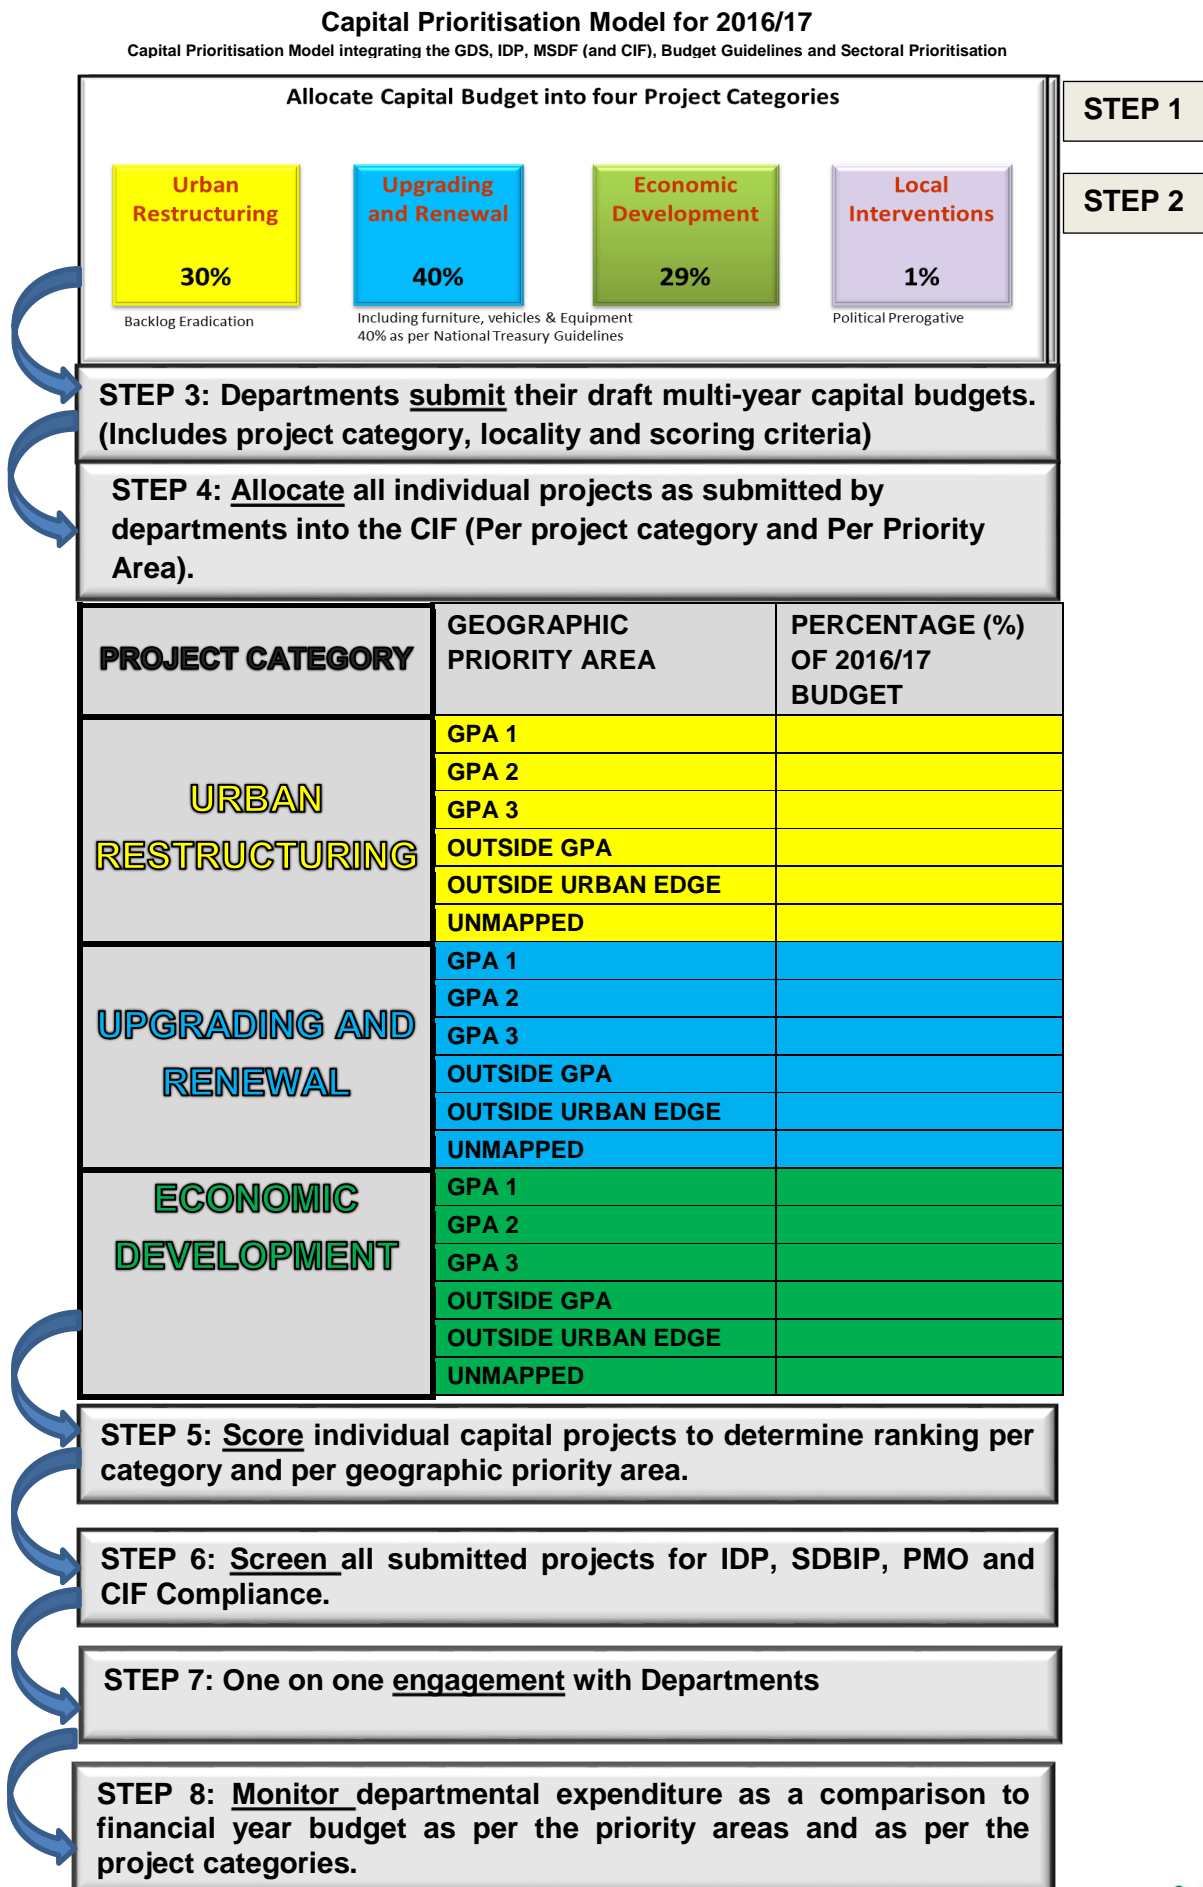 Capital Prioritisation Model for 2016/17
Capital Prioritisation Model integrating the GDS, IDP, MSDF (and CIF), Budget Guidelines and Sectoral Prioritisation
Allocate Capital Budget into four Project Categories
STEP 1
STEP 2
Urban
Restructuring
30%
Backlog Eradication
Upgrading
and Renewal
40%
Including furniture, vehicles & Equipment
40% as per National Treasury Guidelines
Economic
Development
29%
Local
Interventions
1%
Political Prerogative
STEP 3: Departments submit their draft multi-year capital budgets.
(Includes project category, locality and scoring criteria)
STEP 4: Allocate all individual projects as submitted by
departments into the CIF (Per project category and Per Priority
Area).
PROJECT CATEGORY
GEOGRAPHIC
PRIORITY AREA
PERCENTAGE (%)
OF 2016/17
BUDGET
URBAN
RESTRUCTURING
GPA 1
GPA 2
GPA 3
OUTSIDE GPA
OUTSIDE URBAN EDGE
UNMAPPED
UPGRADING AND
RENEWAL
GPA 1
GPA 2
GPA 3
OUTSIDE GPA
OUTSIDE URBAN EDGE
UNMAPPED
ECONOMIC
DEVELOPMENT
GPA 1
GPA 2
GPA 3
OUTSIDE GPA
OUTSIDE URBAN EDGE
UNMAPPED
STEP 5: Score individual capital projects to determine ranking per
category and per geographic priority area.
STEP 6: Screen all submitted projects for IDP, SDBIP, PMO and
CIF Compliance.
STEP 7: One on one engagement with Departments
STEP 8: Monitor departmental expenditure as a comparison to
financial year budget as per the priority areas and as per the
project categories.